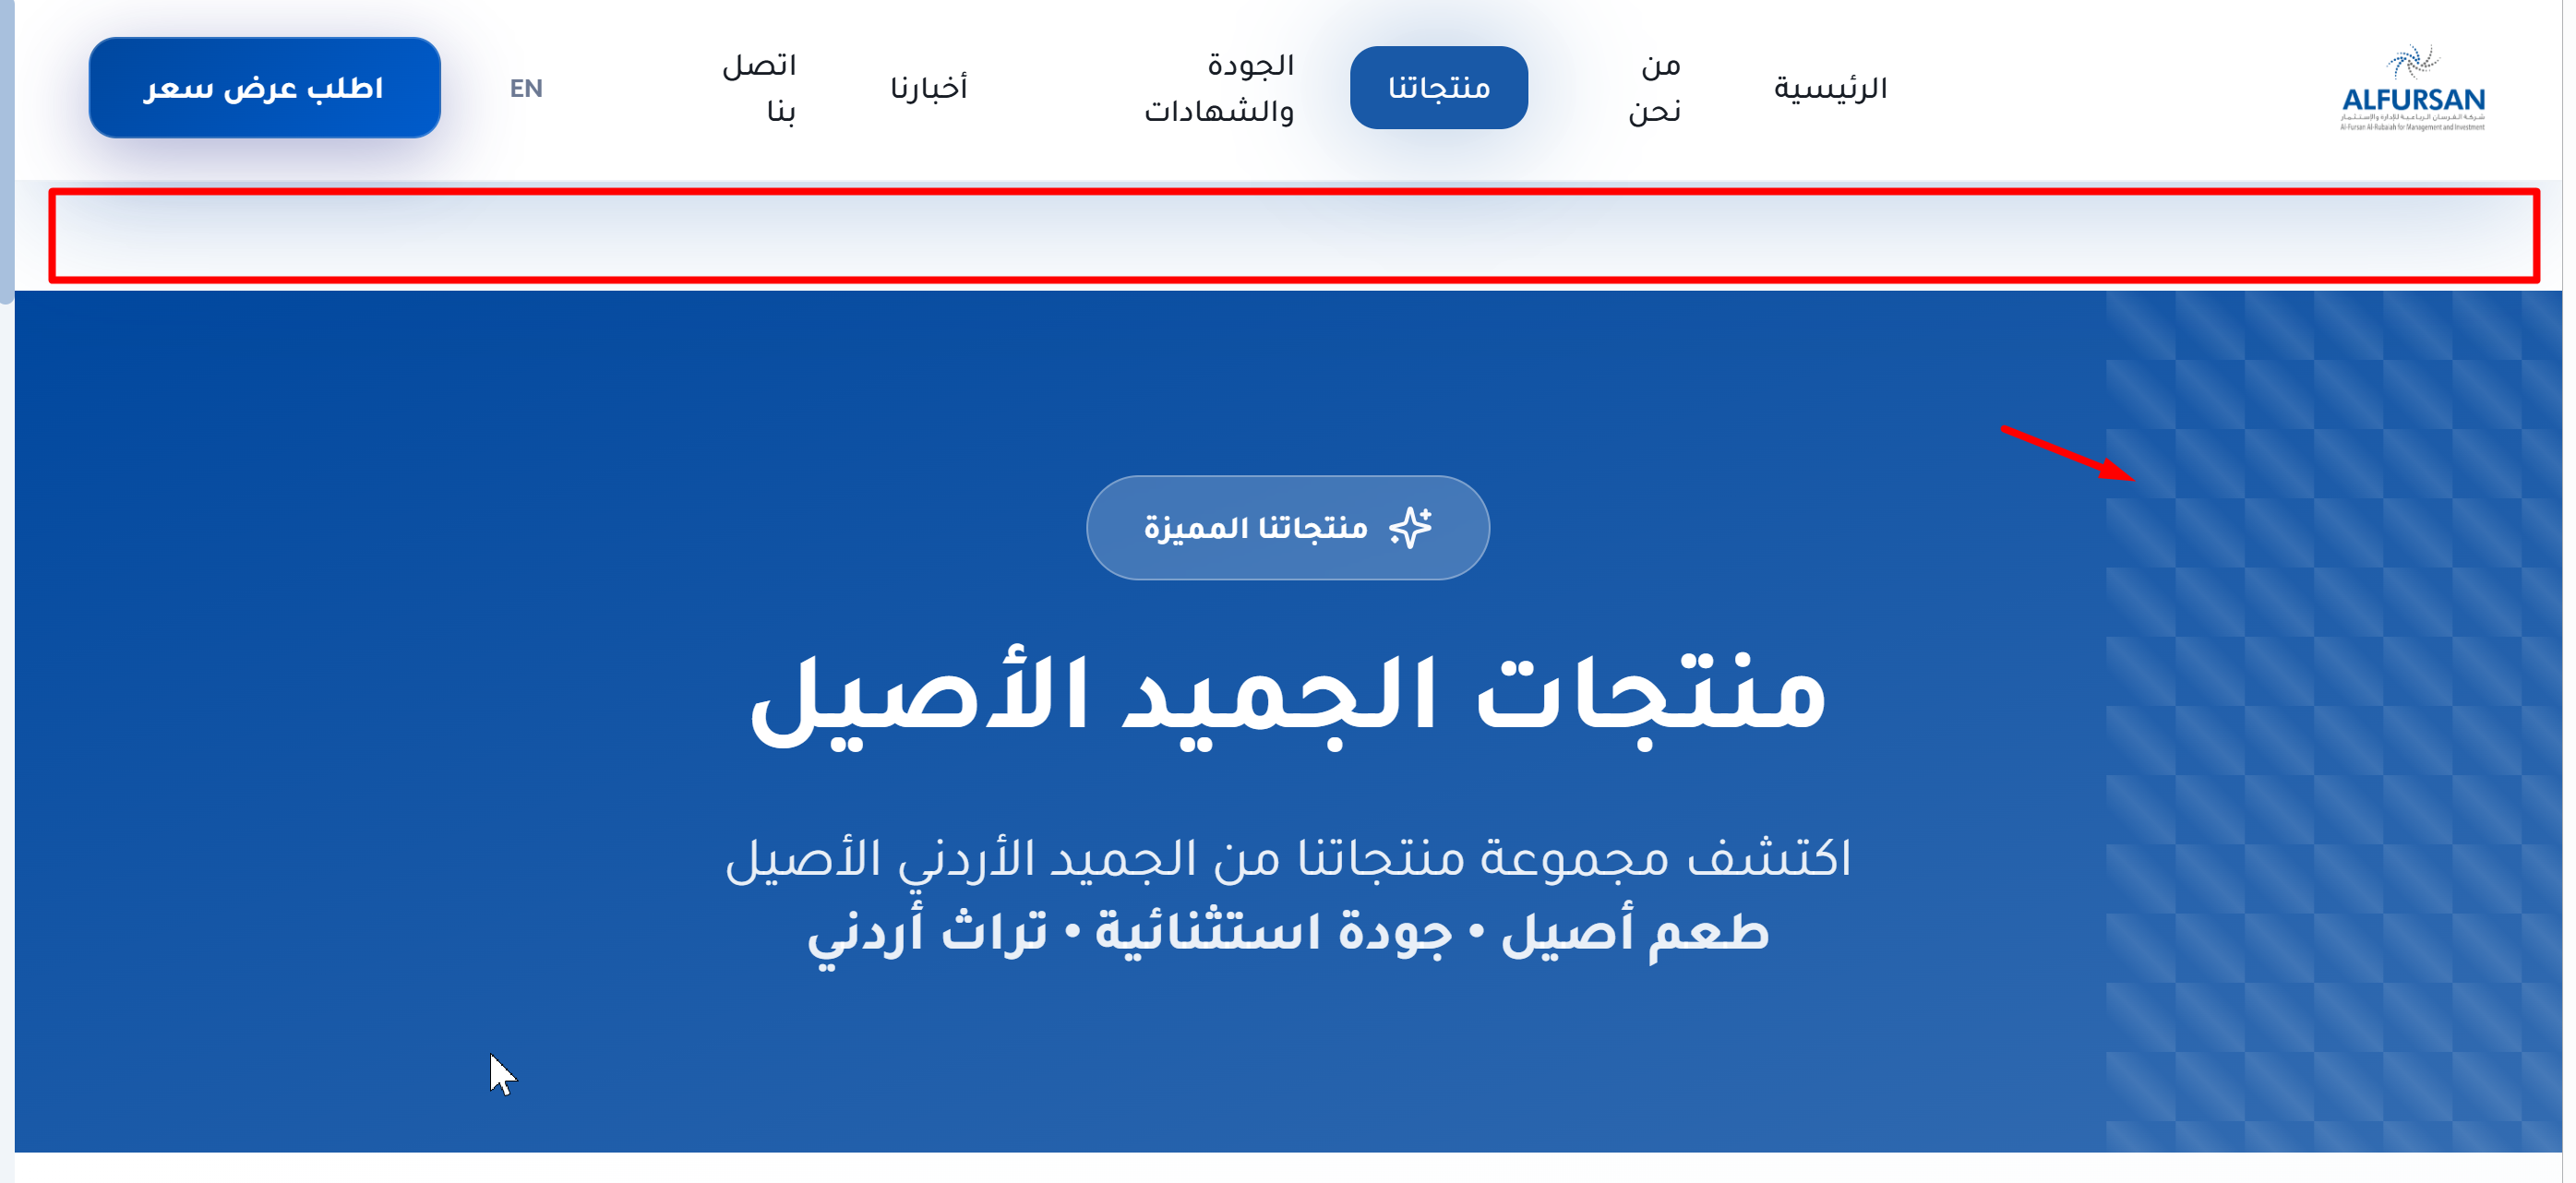 ALFURSAN
شركة الفرسان الرباعية للإدارة والإستثمار
Al-Fursan Al-Rubaiah for Management and Investment
الرئيسية
من
نحن
منتجاتنا
الجودة
والشهادات
أخبارنا
اتصل
بنا
EN
اطلب عرض سعر
منتجاتنا المميزة
منتجات الجميد الأصيل
اكتشف مجموعة منتجاتنا من الجميد الأردني الأصيل
طعم أصيل • جودة استثنائية • تراث أردني